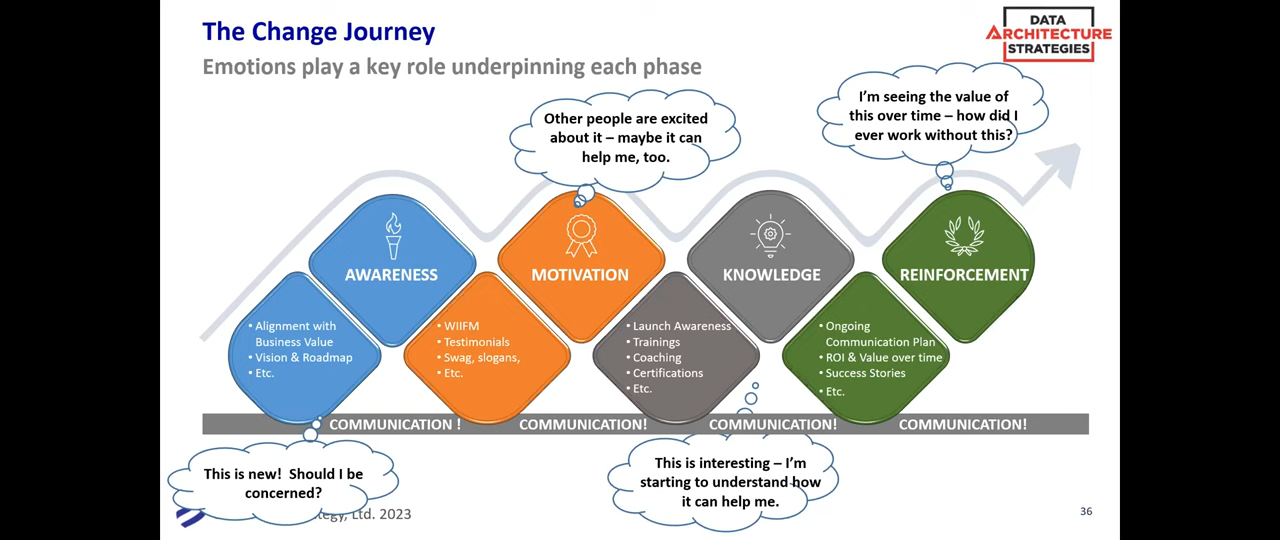 The Change Journey
Emotions play a key role underpinning each phase
DATA
ARCHITECTURE
STRATEGIES
Other people are excited
about it – maybe it can
help me, too.
I'm seeing the value of
this over time – how did I
ever work without this?
AWARENESS
MOTIVATION
KNOWLEDGE
REINFORCEMENT
• Alignment with
Business Value
• Vision & Roadmap
• Etc.
• WIIFM
• Testimonials
• Swag, slogans,
• Etc.
• Launch Awareness
• Trainings
• Coaching
• Certifications
• Etc.
• Ongoing
Communication Plan
• ROI & Value over time
• Success Stories
• Etc.
COMMUNICATION !
COMMUNICATION!
COMMUNICATION!
COMMUNICATION!
This is new! Should I be
concerned?
This is interesting – I'm
starting to understand how
it can help me.
Ltd. 2023
36